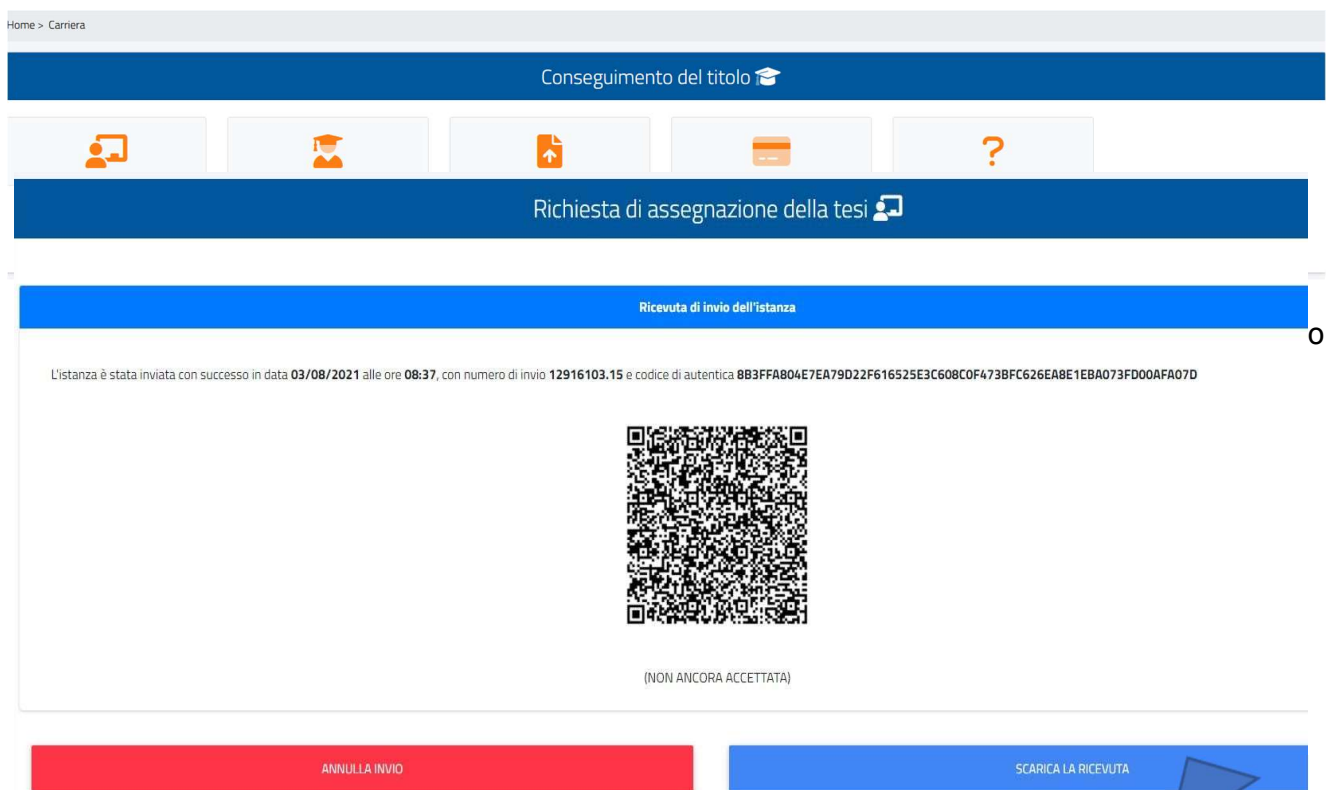 Home > Carriera
Conseguimento del titolo
?
Richiesta di assegnazione della tesi
Ricevuta di invio dell'istanza
o
L'istanza è stata inviata con successo in data 03/08/2021 alle ore 08:37, con numero di invio 12916103.15 e codice di autentica 8B3FFA804E7EA79D22F616525E3C608C0F473BFC626EA8E1EBA073FD00AFA07D
(NON ANCORA ACCETTATA)
ANNULLA INVIO
SCARICA LA RICEVUTA